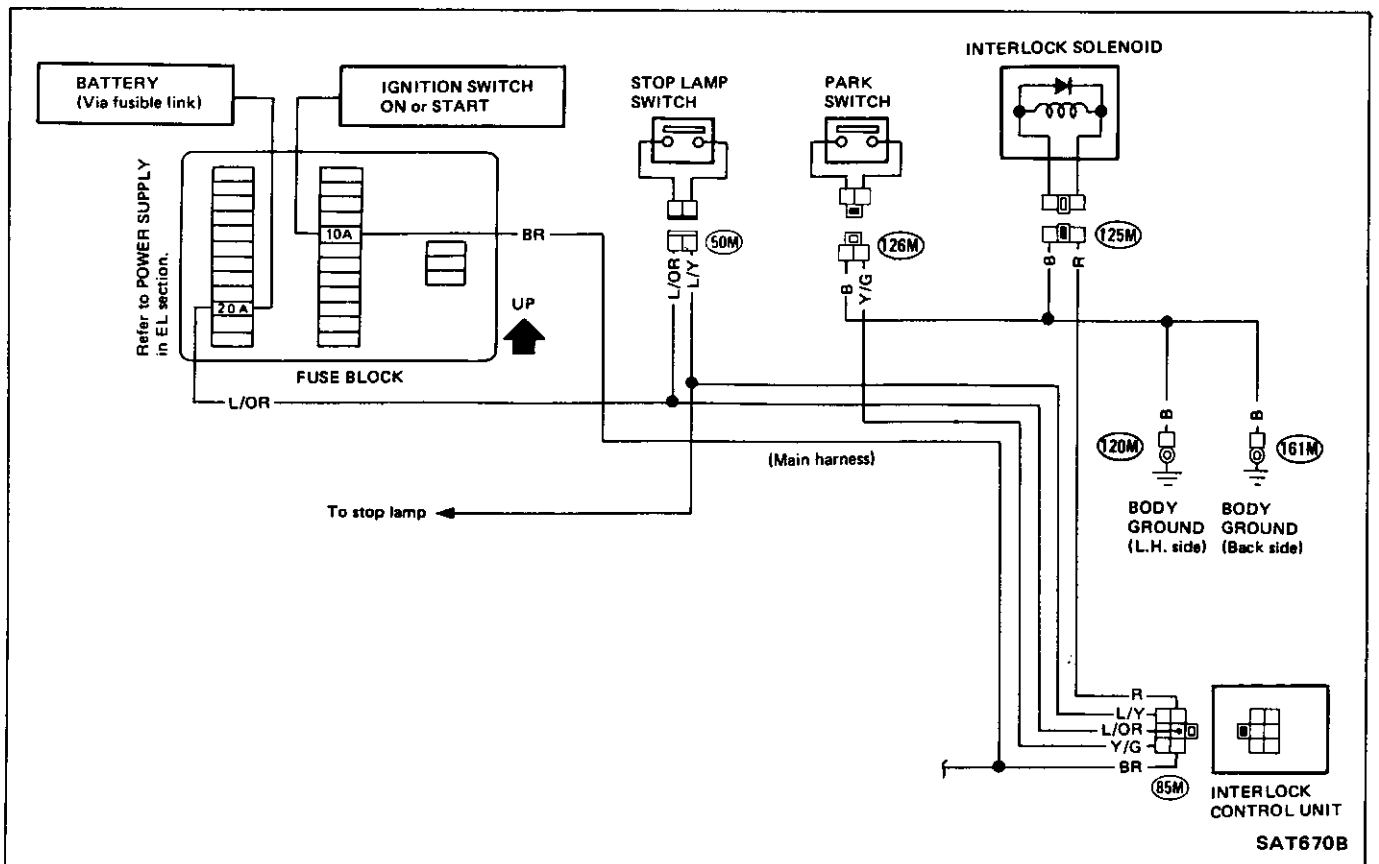 INTERLOCK SOLENOID
BATTERY
(Via fusible link)
IGNITION SWITCH
ON or START
STOP LAMP
SWITCH
PARK
SWITCH
Refer to POWER SUPPLY
in EL section.
10A
BR
50M
126M
125M
L/OR
L/Y
B
Y/G
B
R
20A
UP
FUSE BLOCK
L/OR
(Main harness)
B
B
120M
161M
To stop lamp
BODY
GROUND
(L.H. side)
BODY
GROUND
(Back side)
R
L/Y
L/OR
Y/G
BR
85M
INTERLOCK
CONTROL UNIT
SAT670B